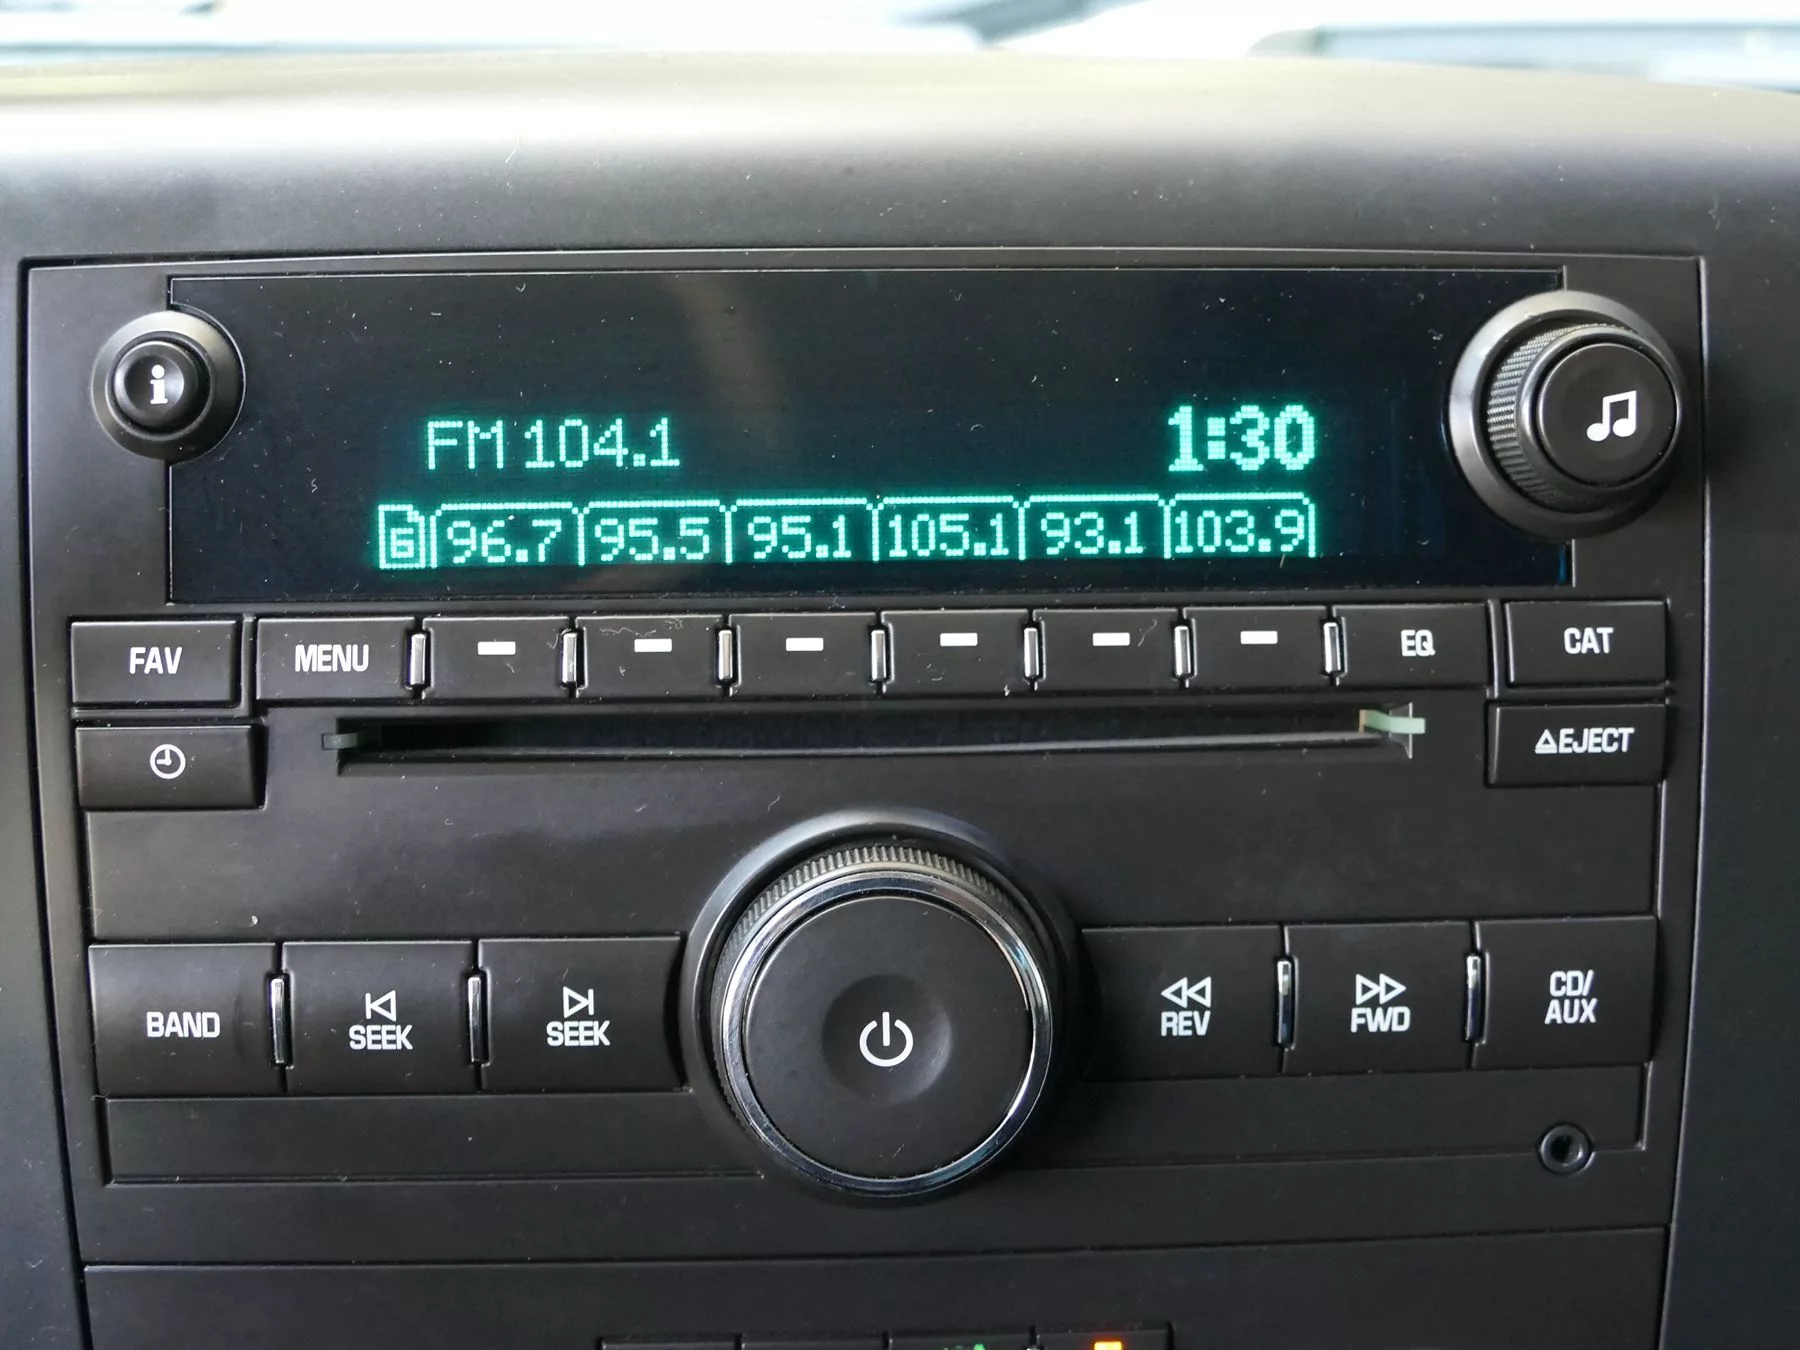 i
FM 104.1 1:30
6 96.7 95.5 95.1 105.1 93.1 103.9
FAV MENU EQ CAT
EJECT
BAND SEEK SEEK REV FWD CD/
AUX